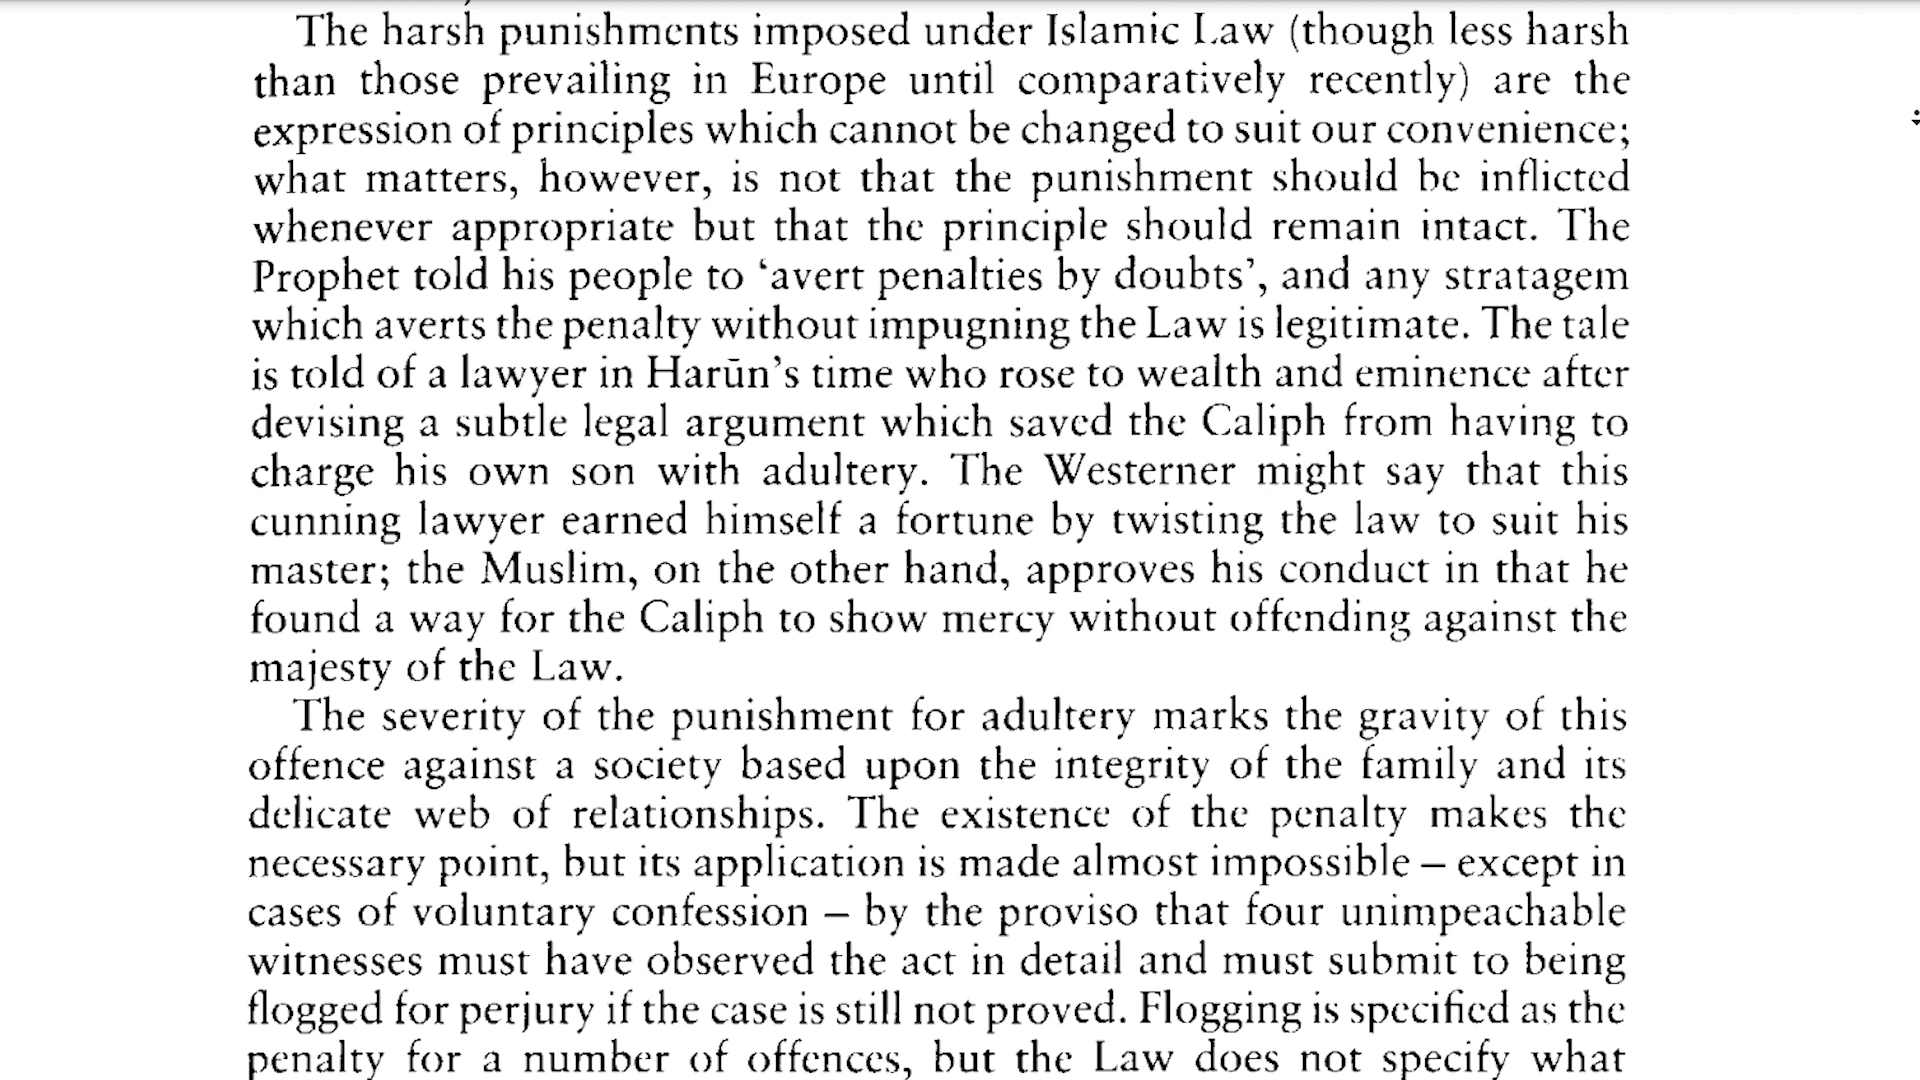 The harsh punishments imposed under Islamic Law (though less harsh
than those prevailing in Europe until comparatively recently) are the
expression of principles which cannot be changed to suit our convenience;
what matters, however, is not that the punishment should be inflicted
whenever appropriate but that the principle should remain intact. The
Prophet told his people to ‘avert penalties by doubts’, and any stratagem
which averts the penalty without impugning the Law is legitimate. The tale
is told of a lawyer in Harūn’s time who rose to wealth and eminence after
devising a subtle legal argument which saved the Caliph from having to
charge his own son with adultery. The Westerner might say that this
cunning lawyer earned himself a fortune by twisting the law to suit his
master; the Muslim, on the other hand, approves his conduct in that he
found a way for the Caliph to show mercy without offending against the
majesty of the Law.
The severity of the punishment for adultery marks the gravity of this
offence against a society based upon the integrity of the family and its
delicate web of relationships. The existence of the penalty makes the
necessary point, but its application is made almost impossible – except in
cases of voluntary confession – by the proviso that four unimpeachable
witnesses must have observed the act in detail and must submit to being
flogged for perjury if the case is still not proved. Flogging is specified as the
penalty for a number of offences, but the Law does not specify what